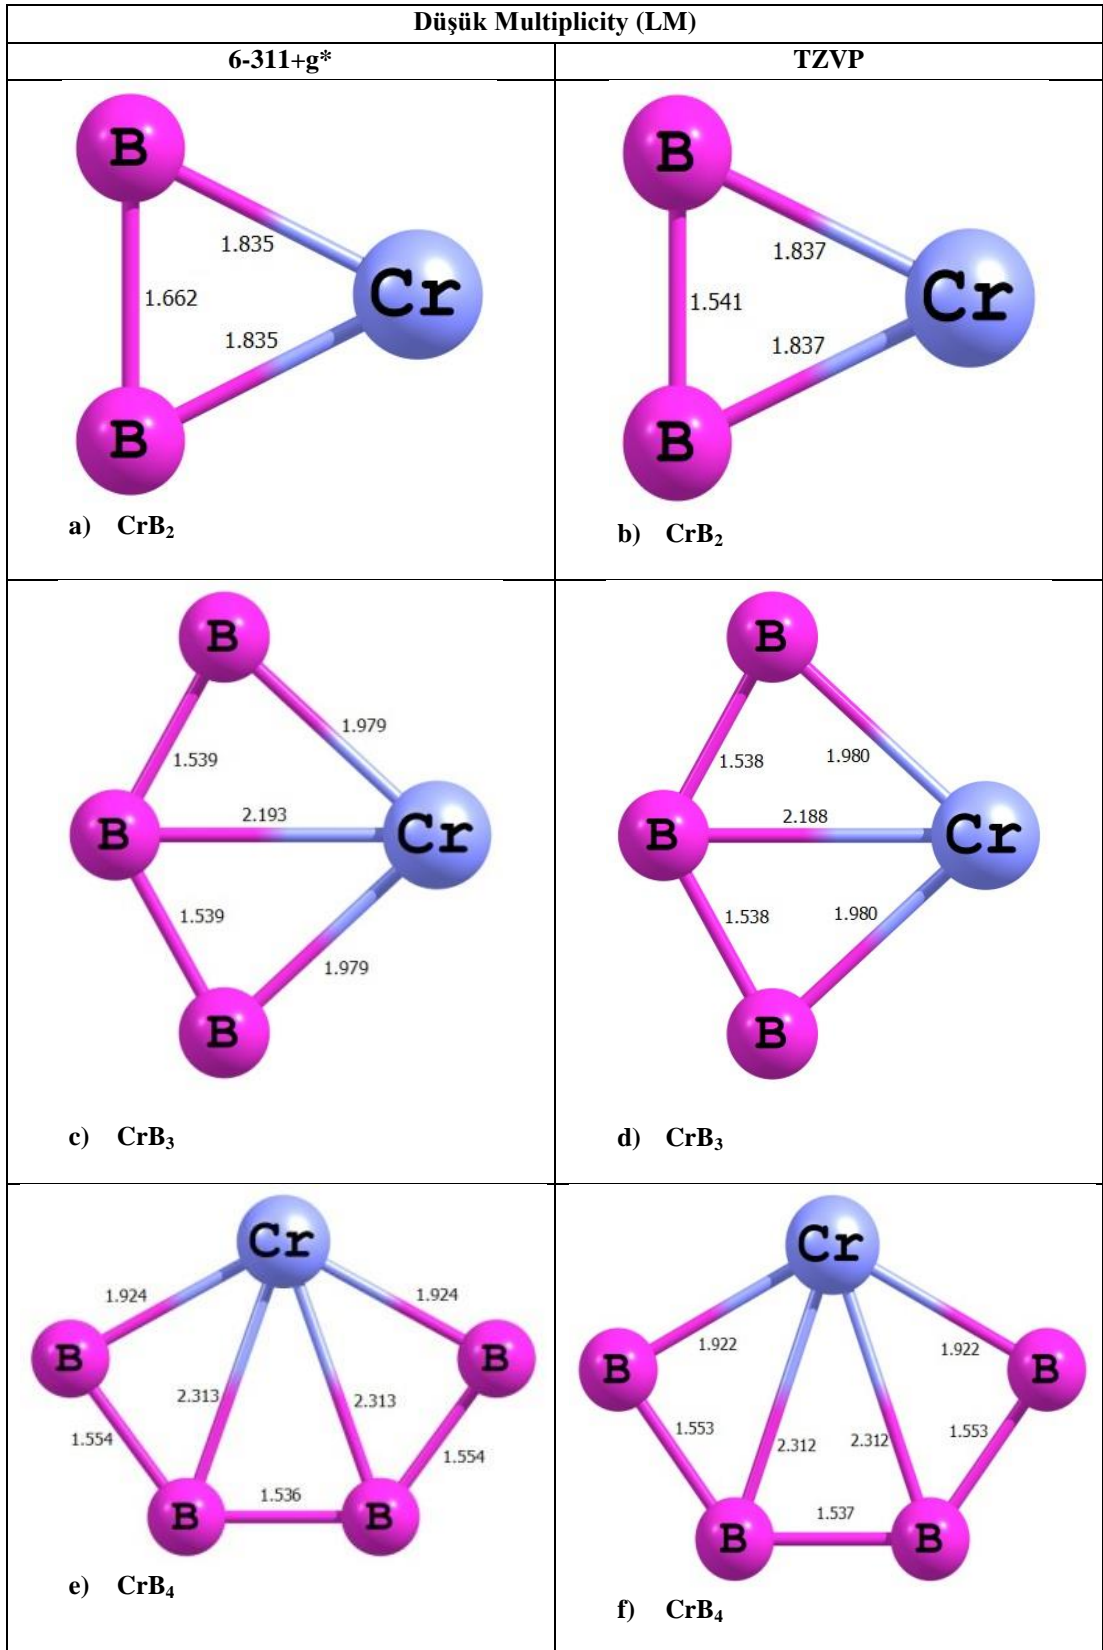 Düşük Multiplicity (LM)
6-311+g*
TZVP
B
1.835
1.662
Cr
1.835
B
a) CrB₂
B
1.837
1.541
Cr
1.837
B
b) CrB₂
B
1.979
1.539
2.193
B
Cr
1.539
1.979
B
c) CrB₃
B
1.980
1.538
2.188
B
Cr
1.538
1.980
B
d) CrB₃
Cr
1.924
1.924
B
B
2.313
2.313
1.554
1.554
1.536
B
B
e) CrB₄
Cr
1.922
1.922
B
B
1.553
2.312
2.312
1.553
1.537
B
B
f) CrB₄